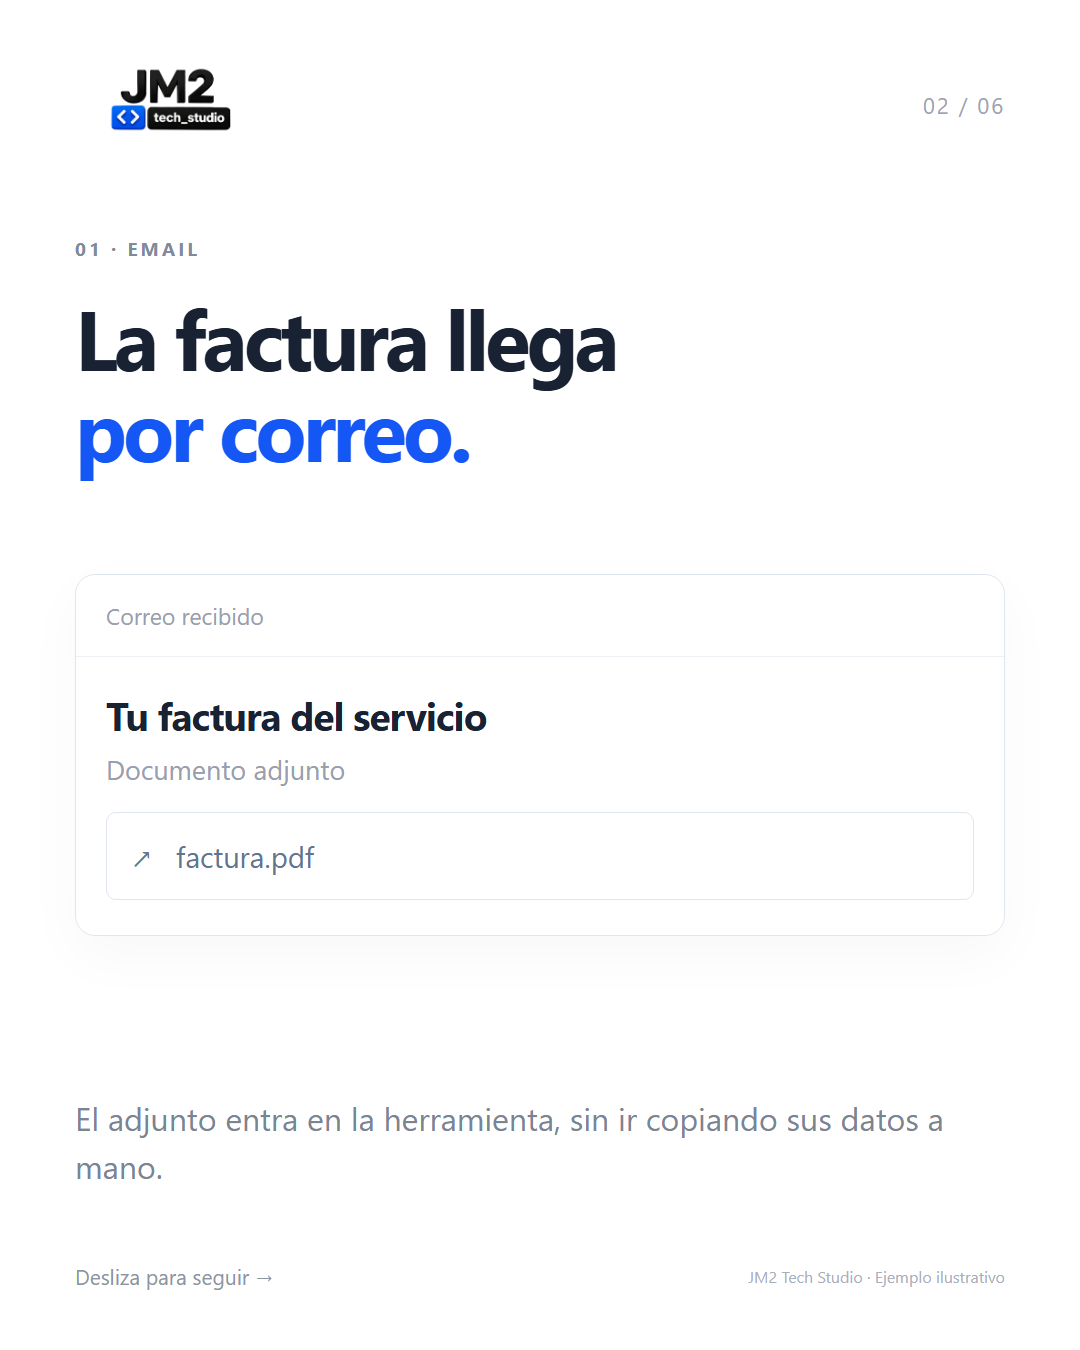 JM2
<> tech_studio
02 / 06
01 · EMAIL
La factura llega
por correo.
Correo recibido
Tu factura del servicio
Documento adjunto
↗ factura.pdf
El adjunto entra en la herramienta, sin ir copiando sus datos a
mano.
Desliza para seguir →
JM2 Tech Studio · Ejemplo ilustrativo